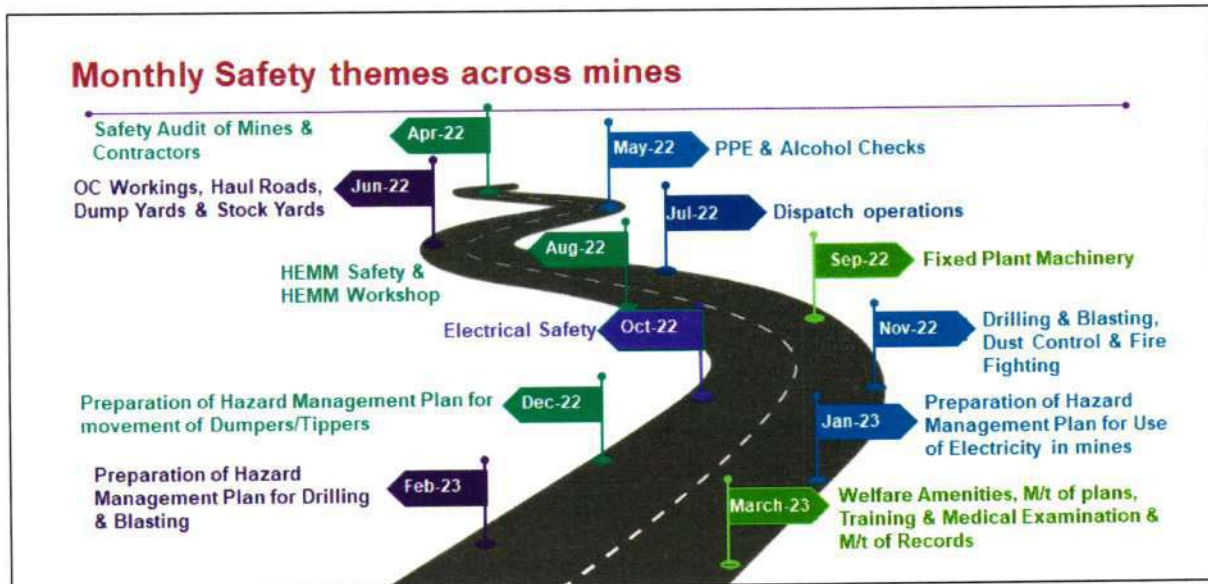 Monthly Safety themes across mines
Safety Audit of Mines &
Contractors
Apr-22
May-22
PPE & Alcohol Checks
OC Workings, Haul Roads,
Dump Yards & Stock Yards
Jun-22
Jul-22
Dispatch operations
HEMM Safety &
HEMM Workshop
Aug-22
Sep-22
Fixed Plant Machinery
Electrical Safety
Oct-22
Nov-22
Drilling & Blasting,
Dust Control & Fire
Fighting
Preparation of Hazard Management Plan for
movement of Dumpers/Tippers
Dec-22
Jan-23
Preparation of Hazard
Management Plan for Use
of Electricity in mines
Preparation of Hazard
Management Plan for Drilling
& Blasting
Feb-23
March-23
Welfare Amenities, M/t of plans,
Training & Medical Examination &
M/t of Records